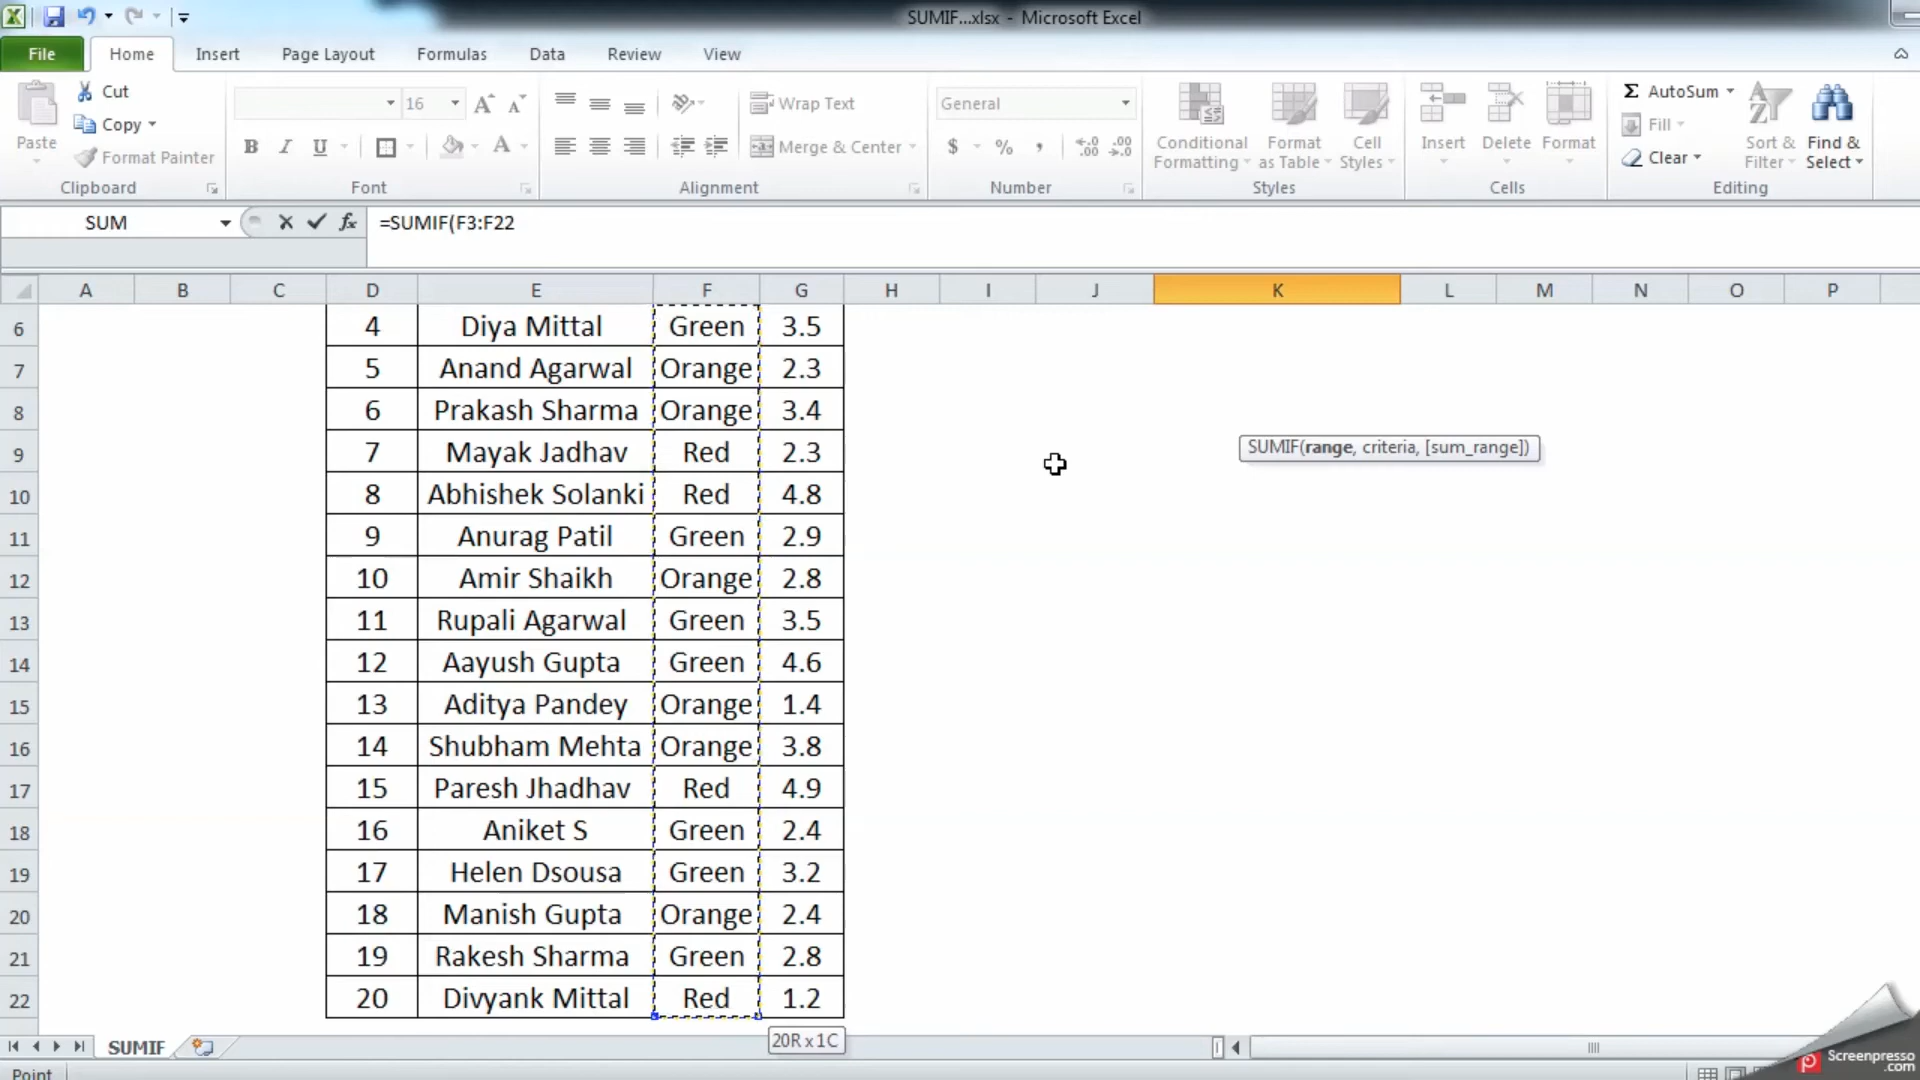 SUMIF...xlsx - Microsoft Excel
File Home Insert Page Layout Formulas Data Review View
Cut
Copy
Format Painter
Paste
Clipboard
16
B I U
A
Font
Wrap Text
Merge & Center
Alignment
General
$ % ,
Number
Conditional Formatting
Format as Table
Cell Styles
Styles
Insert Delete Format
Cells
Σ AutoSum
Fill
Clear
Sort & Filter
Find & Select
Editing
SUM fx =SUMIF(F3:F22
A B C D E F G H I J K L M N O P
6 4 Diya Mittal Green 3.5
7 5 Anand Agarwal Orange 2.3
8 6 Prakash Sharma Orange 3.4
9 7 Mayak Jadhav Red 2.3
SUMIF(range, criteria, [sum_range])
10 8 Abhishek Solanki Red 4.8
11 9 Anurag Patil Green 2.9
12 10 Amir Shaikh Orange 2.8
13 11 Rupali Agarwal Green 3.5
14 12 Aayush Gupta Green 4.6
15 13 Aditya Pandey Orange 1.4
16 14 Shubham Mehta Orange 3.8
17 15 Paresh Jhadhav Red 4.9
18 16 Aniket S Green 2.4
19 17 Helen Dsousa Green 3.2
20 18 Manish Gupta Orange 2.4
21 19 Rakesh Sharma Green 2.8
22 20 Divyank Mittal Red 1.2
20R x 1C
SUMIF
Point
Screenpresso
.com